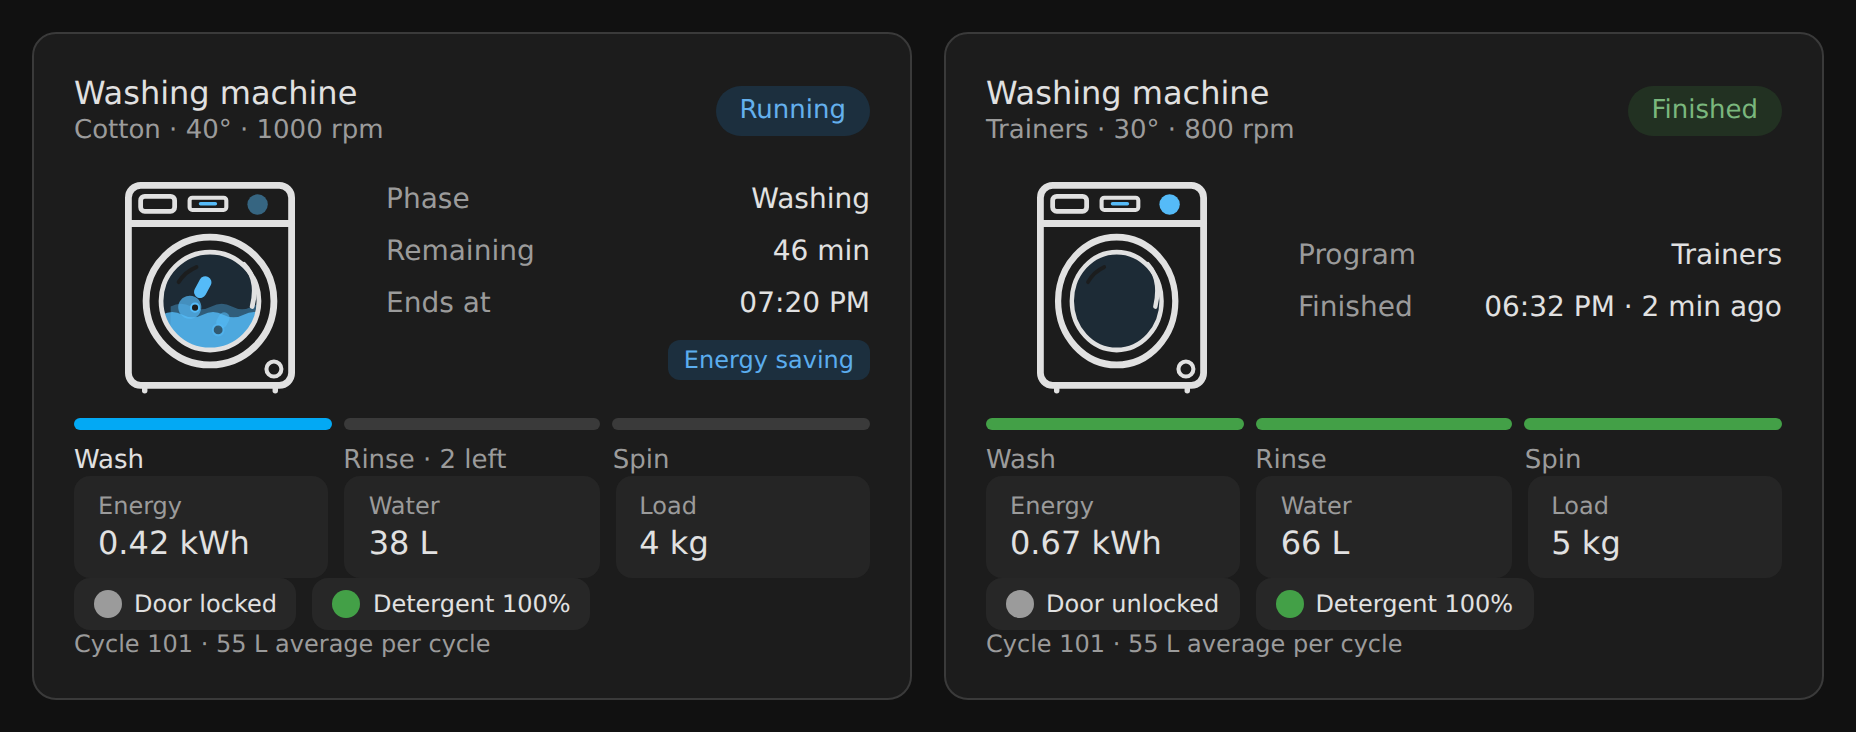 Washing machine
Cotton · 40° · 1000 rpm
Running
Phase Washing
Remaining 46 min
Ends at 07:20 PM
Energy saving
Wash Rinse · 2 left Spin
Energy Water Load
0.42 kWh 38 L 4 kg
Door locked Detergent 100%
Cycle 101 · 55 L average per cycle
Washing machine
Trainers · 30° · 800 rpm
Finished
Program Trainers
Finished 06:32 PM · 2 min ago
Wash Rinse Spin
Energy Water Load
0.67 kWh 66 L 5 kg
Door unlocked Detergent 100%
Cycle 101 · 55 L average per cycle